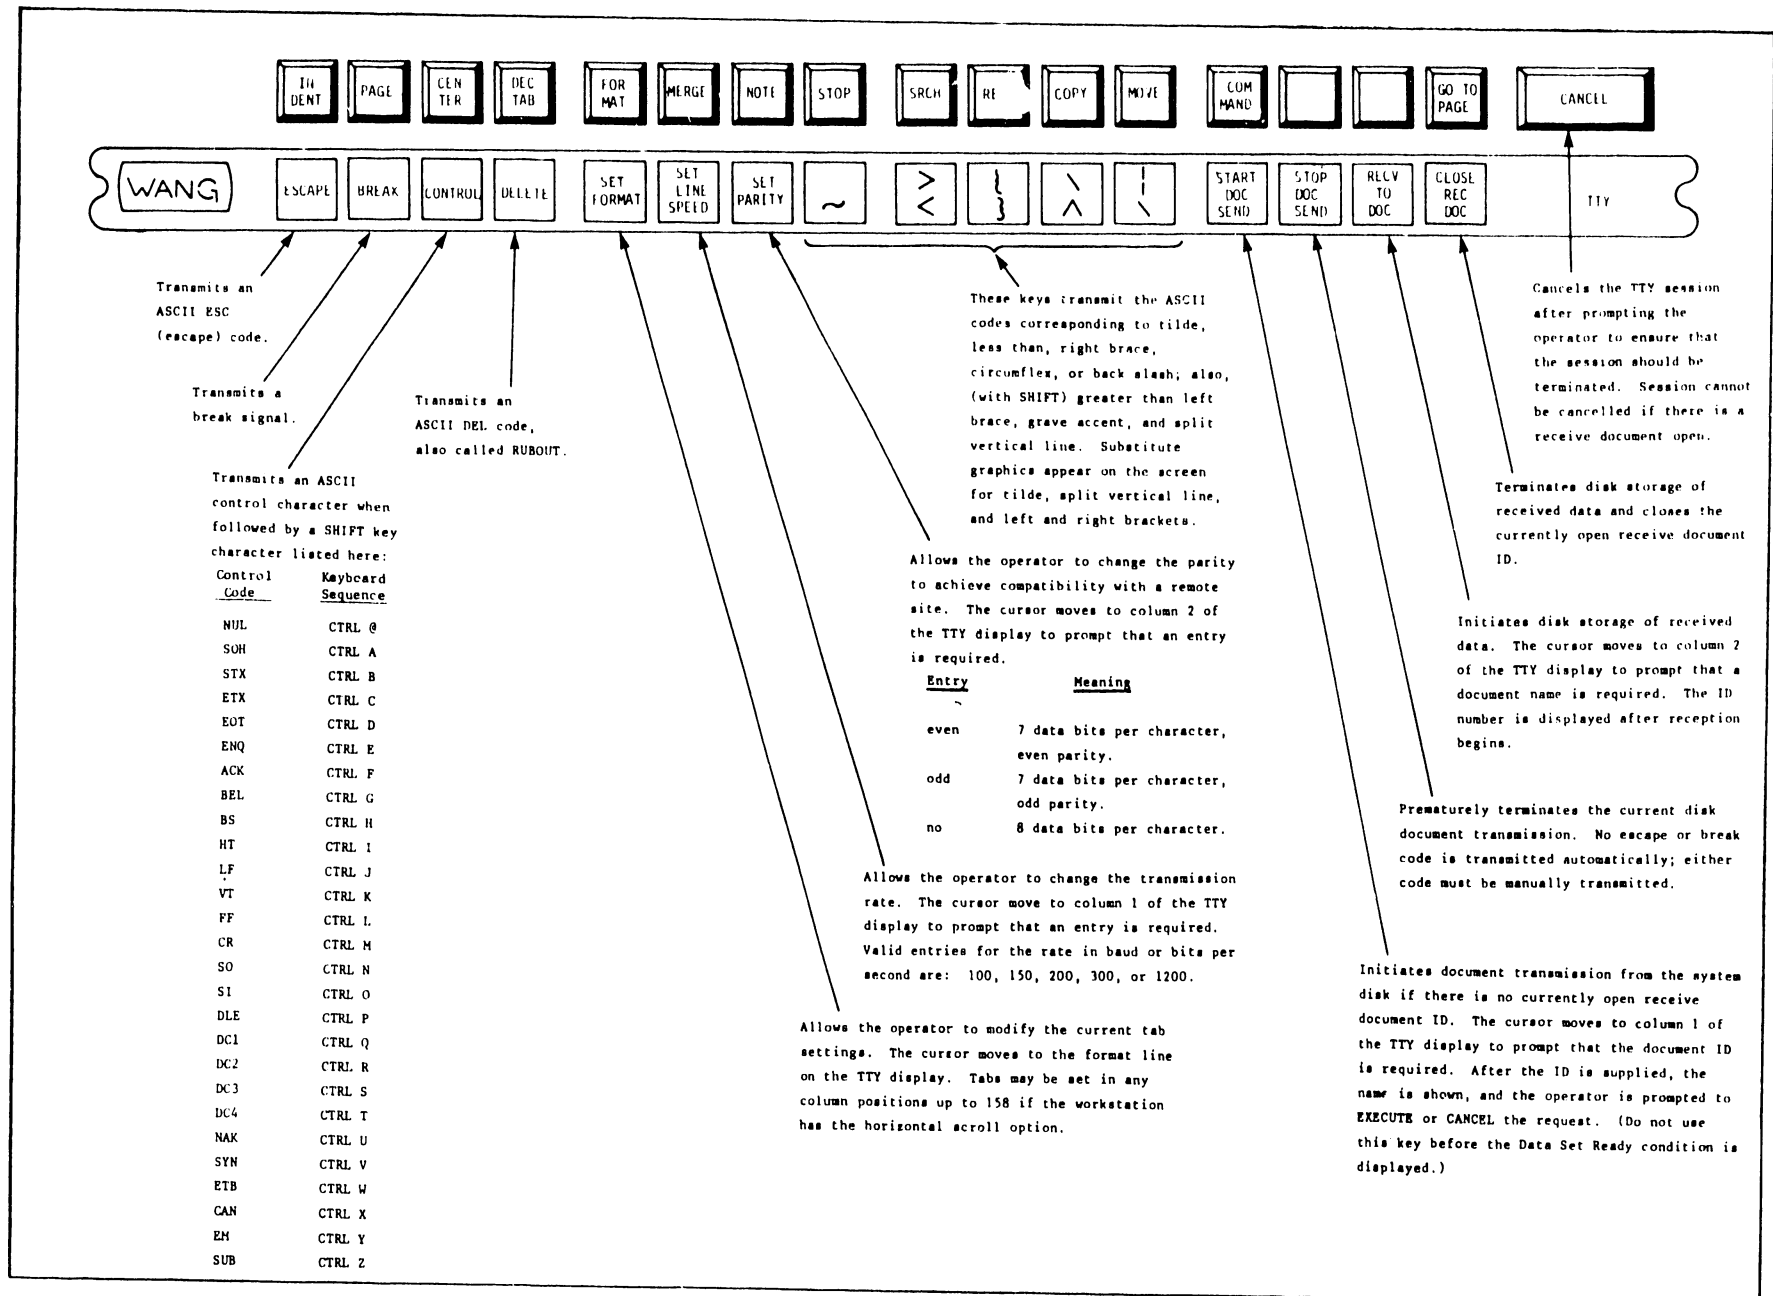 IN DENT
PAGE
CEN TER
DEC TAB
FOR MAT
MERGE
NOTE
STOP
SRCH
COPY
MOVE
COM MAND
GO TO PAGE
CANCEL
WANG
ESCAPE
BREAK
CONTROL
DELETE
SET FORMAT
SET LINE SPEED
SET PARITY
~
>
<
{
}
\
^
¦
\
START DOC SEND
STOP DOC SEND
RECV TO DOC
CLOSE REC DOC
TTY
Transmits an
ASCII ESC
(escape) code.
Transmits a
break signal.
Transmits an
ASCII DEL code,
also called RUBOUT.
Transmits an ASCII
control character when
followed by a SHIFT key
character listed here:
Control Keyboard
Code Sequence
NUL CTRL @
SOH CTRL A
STX CTRL B
ETX CTRL C
EOT CTRL D
ENQ CTRL E
ACK CTRL F
BEL CTRL G
BS CTRL H
HT CTRL I
LF CTRL J
VT CTRL K
FF CTRL L
CR CTRL M
SO CTRL N
SI CTRL O
DLE CTRL P
DC1 CTRL Q
DC2 CTRL R
DC3 CTRL S
DC4 CTRL T
NAK CTRL U
SYN CTRL V
ETB CTRL W
CAN CTRL X
EM CTRL Y
SUB CTRL Z
These keys transmit the ASCII
codes corresponding to tilde,
less than, right brace,
circumflex, or back slash; also,
(with SHIFT) greater than left
brace, grave accent, and split
vertical line. Substitute
graphics appear on the screen
for tilde, split vertical line,
and left and right brackets.
Allows the operator to change the parity
to achieve compatibility with a remote
site. The cursor moves to column 2 of
the TTY display to prompt that an entry
is required.
Entry Meaning
even 7 data bits per character,
even parity.
odd 7 data bits per character,
odd parity.
no 8 data bits per character.
Allows the operator to change the transmission
rate. The cursor move to column 1 of the TTY
display to prompt that an entry is required.
Valid entries for the rate in baud or bits per
second are: 100, 150, 200, 300, or 1200.
Allows the operator to modify the current tab
settings. The cursor moves to the format line
on the TTY display. Tabs may be set in any
column positions up to 158 if the workstation
has the horizontal scroll option.
Cancels the TTY session
after prompting the
operator to ensure that
the session should be
terminated. Session cannot
be cancelled if there is a
receive document open.
Terminates disk storage of
received data and closes the
currently open receive document
ID.
Initiates disk storage of received
data. The cursor moves to column 2
of the TTY display to prompt that a
document name is required. The ID
number is displayed after reception
begins.
Prematurely terminates the current disk
document transmission. No escape or break
code is transmitted automatically; either
code must be manually transmitted.
Initiates document transmission from the system
disk if there is no currently open receive
document ID. The cursor moves to column 1 of
the TTY display to prompt that the document ID
is required. After the ID is supplied, the
name is shown, and the operator is prompted to
EXECUTE or CANCEL the request. (Do not use
this key before the Data Set Ready condition is
displayed.)